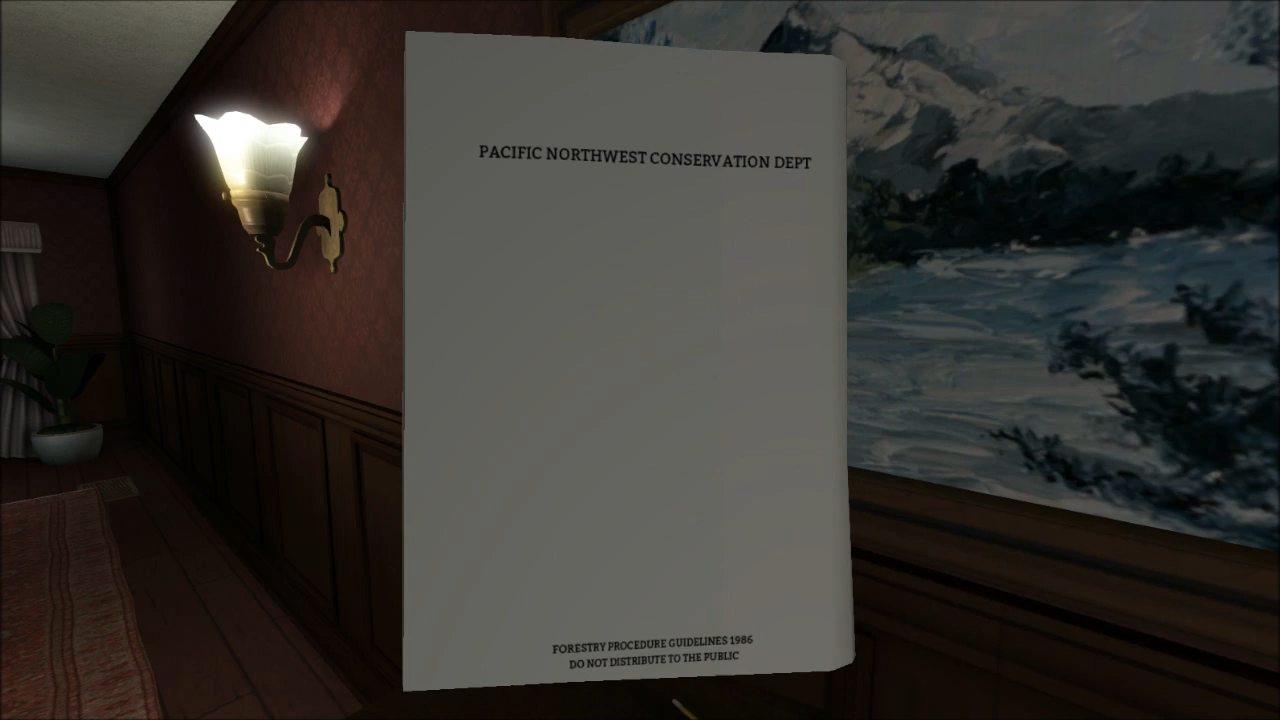 PACIFIC NORTHWEST CONSERVATION DEPT
FORESTRY PROCEDURE GUIDELINES 1986
DO NOT DISTRIBUTE TO THE PUBLIC